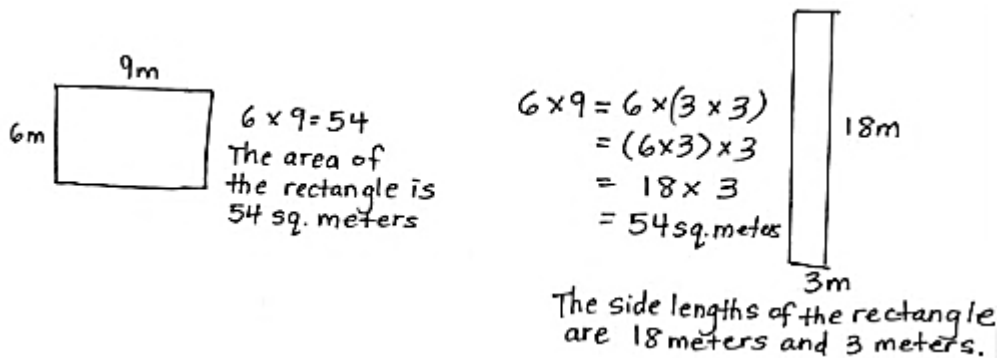 9m
6m
6 x 9 = 54
The area of
the rectangle is
54 sq. meters
6 x 9 = 6 x (3 x 3)
= (6x3) x 3
= 18 x 3
= 54 sq. metes
18m
3m
The side lengths of the rectangle
are 18 meters and 3 meters.